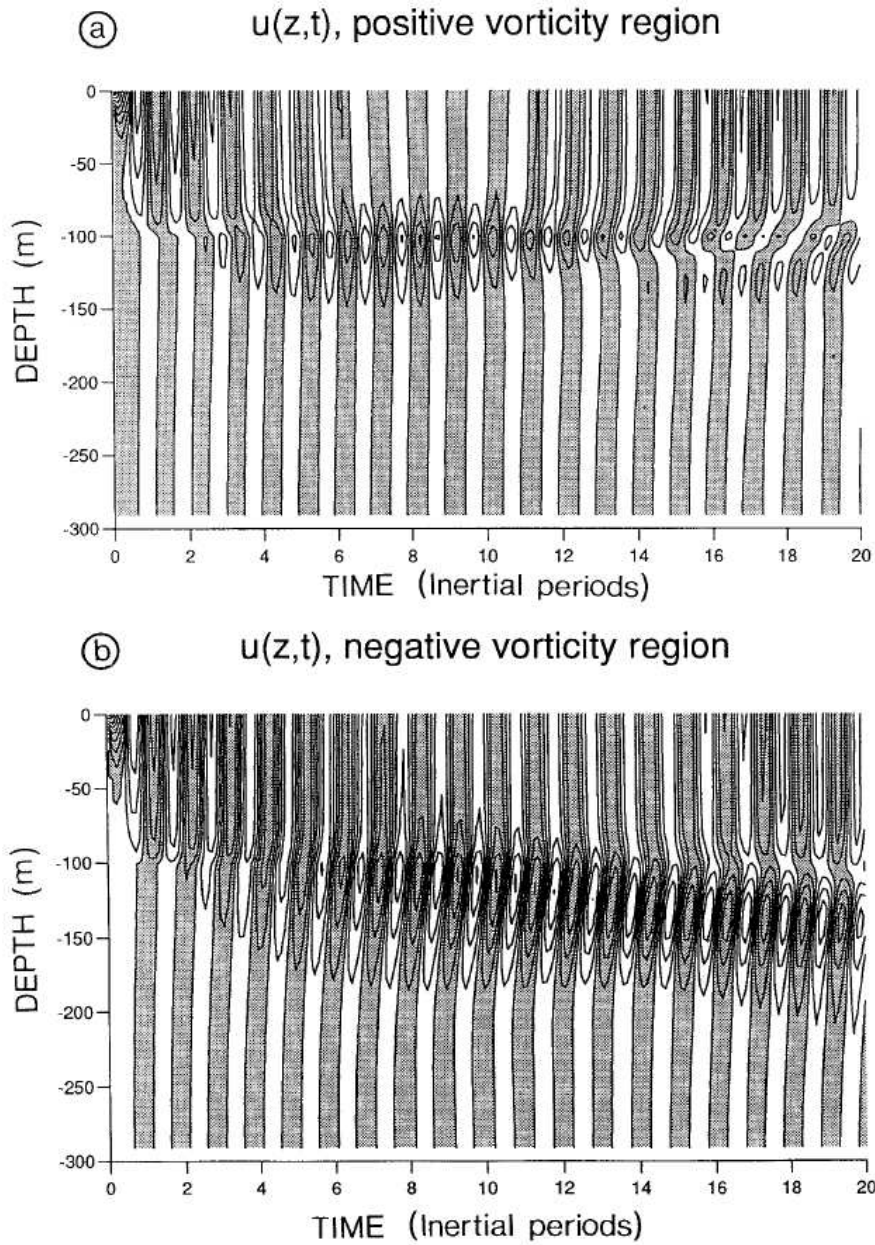 a u(z,t), positive vorticity region
0
-50
-100
-150
-200
-250
-300
DEPTH (m)
0 2 4 6 8 10 12 14 16 18 20
TIME (Inertial periods)
b u(z,t), negative vorticity region
0
-50
-100
-150
-200
-250
-300
DEPTH (m)
0 2 4 6 8 10 12 14 16 18 20
TIME (Inertial periods)